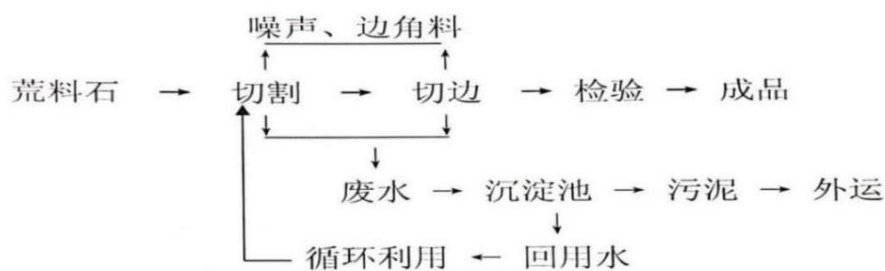 噪声、边角料
荒料石 → 切割 → 切边 → 检验 → 成品
废水 → 沉淀池 → 污泥 → 外运
循环利用 ← 回用水